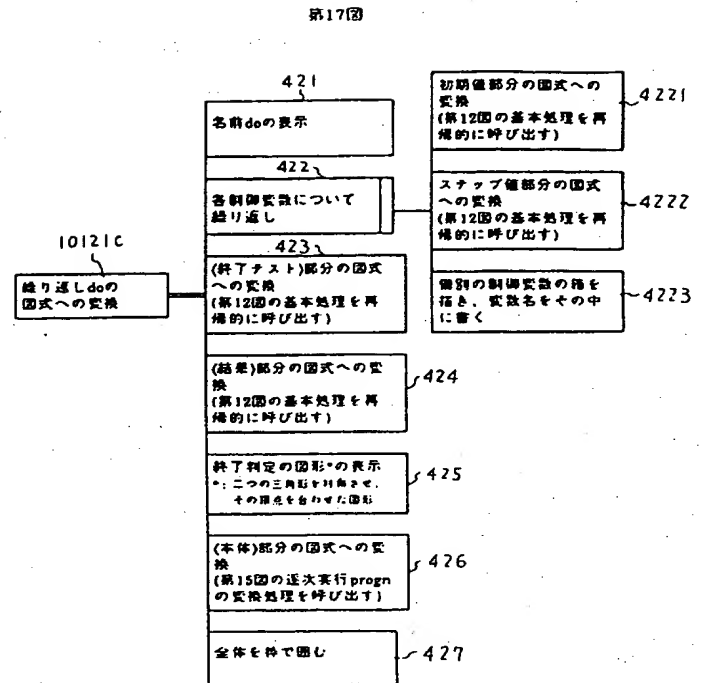 第17図
10121C
繰り返しdoの
図式への変換
421
名前doの表示
422
各制御変数について
繰り返し
4221
初期値部分の図式への
変換
(第12図の基本処理を再
帰的に呼び出す)
4222
ステップ値部分の図式
への変換
(第12図の基本処理を再
帰的に呼び出す)
4223
個別の制御変数の箱を
描き、変数名をその中
に書く
423
(終了テスト)部分の図式
への変換
(第12図の基本処理を再
帰的に呼び出す)
424
(結果)部分の図式への変
換
(第12図の基本処理を再
帰的に呼び出す)
425
終了判定の図形*の表示
*:二つの三角形を対向させ、
その頂点を合わせた図形
426
(本体)部分の図式への変
換
(第15図の逐次実行progn
の変換処理を呼び出す)
427
全体を枠で囲む